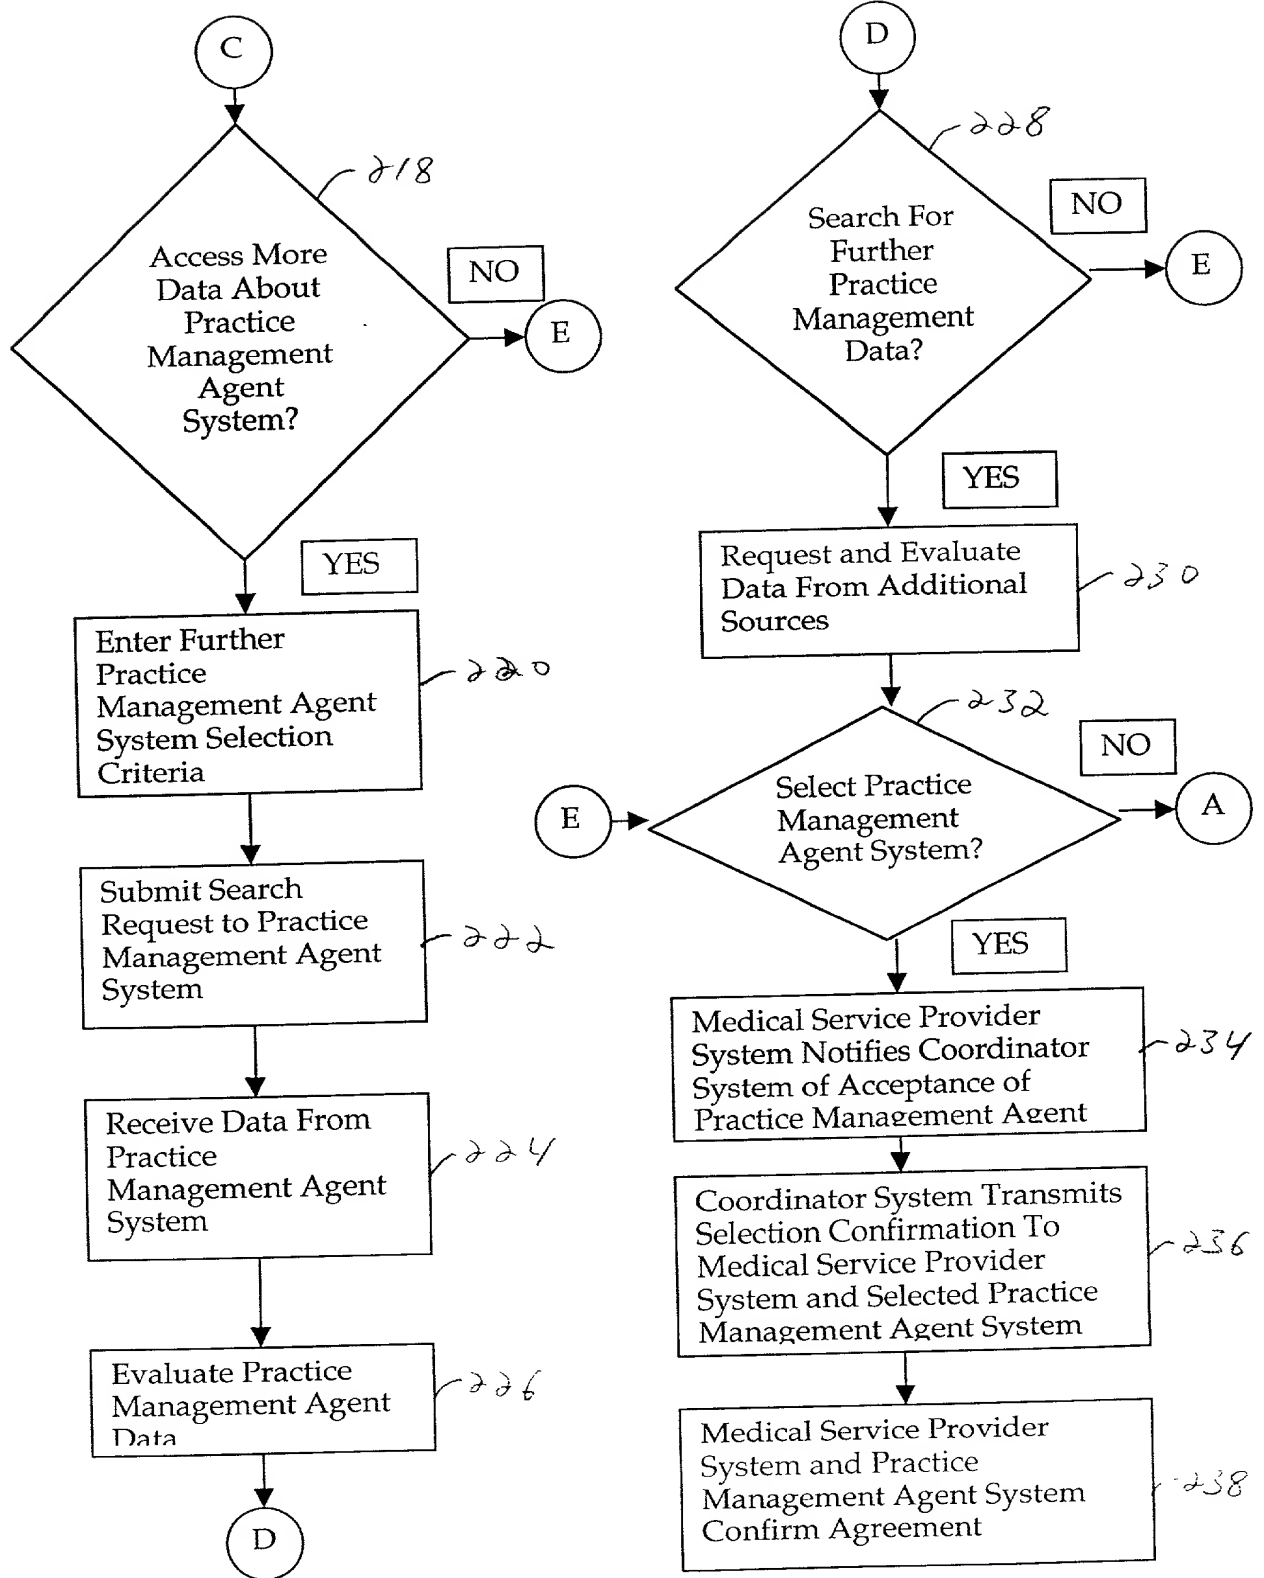 C
218
Access More
Data About
Practice
Management
Agent
System?
NO
E
YES
Enter Further
Practice
Management Agent
System Selection
Criteria
220
Submit Search
Request to Practice
Management Agent
System
222
Receive Data From
Practice
Management Agent
System
224
Evaluate Practice
Management Agent
Data
226
D
D
228
Search For
Further
Practice
Management
Data?
NO
E
YES
Request and Evaluate
Data From Additional
Sources
230
232
E
Select Practice
Management
Agent System?
NO
A
YES
Medical Service Provider
System Notifies Coordinator
System of Acceptance of
Practice Management Agent
234
Coordinator System Transmits
Selection Confirmation To
Medical Service Provider
System and Selected Practice
Management Agent System
236
Medical Service Provider
System and Practice
Management Agent System
Confirm Agreement
238